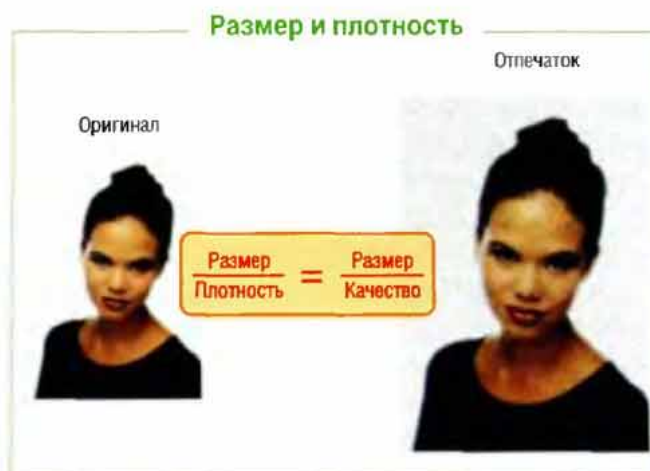 Размер и плотность
Отпечаток
Оригинал
Размер Размер
=
Плотность Качество